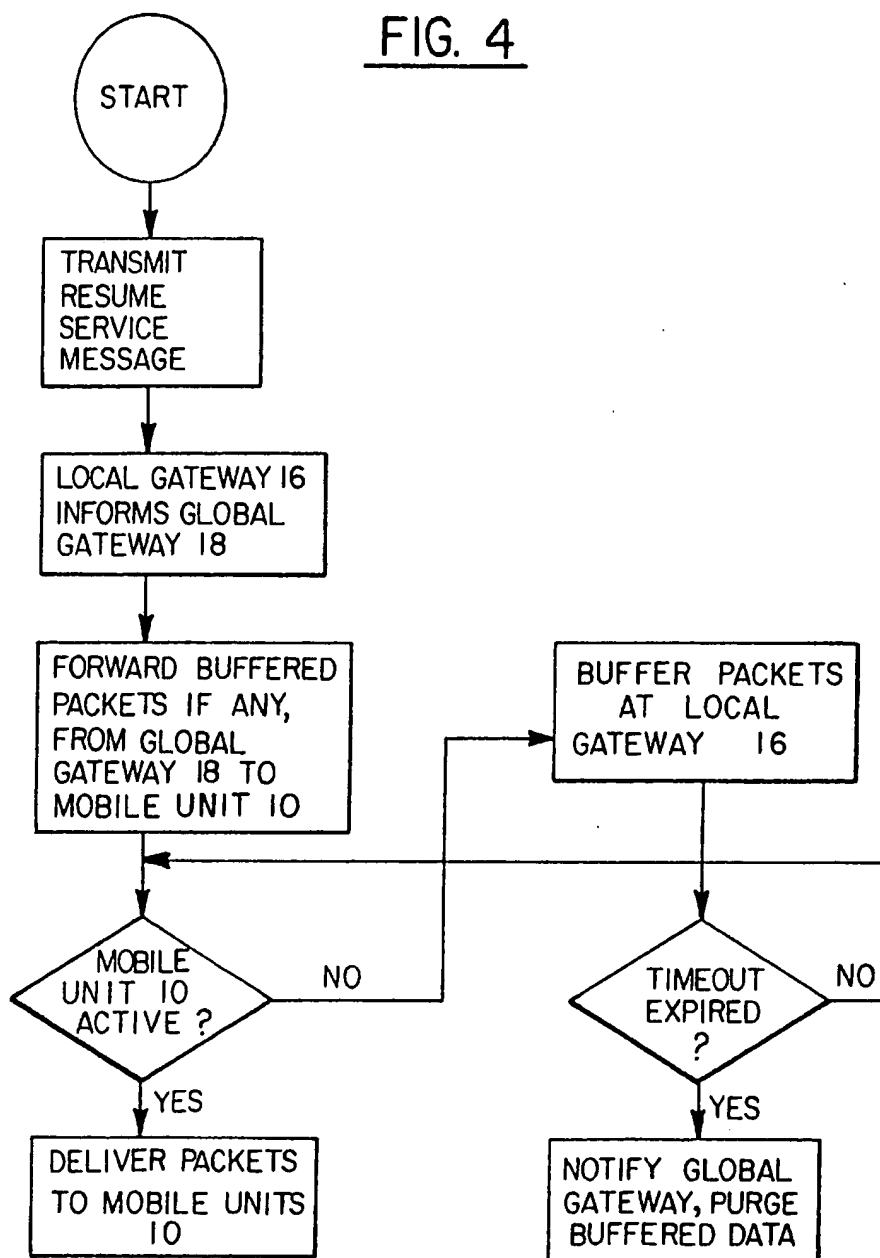 FIG. 4
START
TRANSMIT
RESUME
SERVICE
MESSAGE
LOCAL GATEWAY 16
INFORMS GLOBAL
GATEWAY 18
FORWARD BUFFERED
PACKETS IF ANY,
FROM GLOBAL
GATEWAY 18 TO
MOBILE UNIT 10
BUFFER PACKETS
AT LOCAL
GATEWAY 16
MOBILE
UNIT 10
ACTIVE ?
NO
YES
TIMEOUT
EXPIRED
?
NO
YES
DELIVER PACKETS
TO MOBILE UNITS
10
NOTIFY GLOBAL
GATEWAY, PURGE
BUFFERED DATA